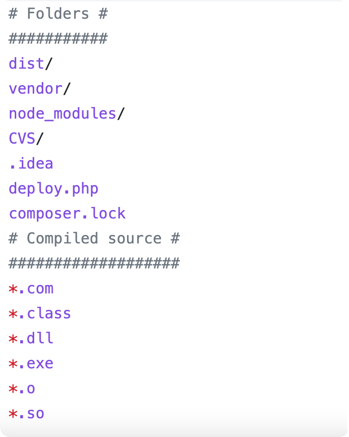 # Folders #
###########
dist/
vendor/
node_modules/
CVS/
.idea
deploy.php
composer.lock
# Compiled source #
###################
*.com
*.class
*.dll
*.exe
*.o
*.so